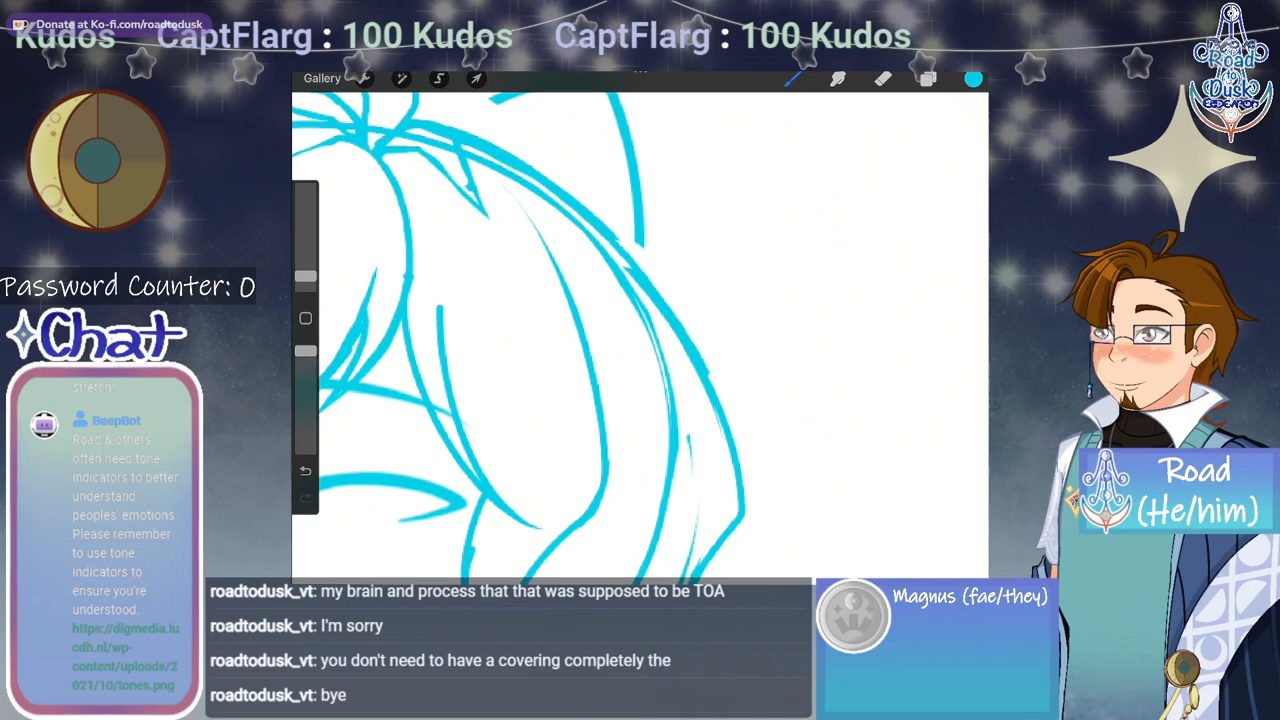 Donate at Ko-fi.com/roadtodusk
Kudos CaptFlarg : 100 Kudos CaptFlarg : 100 Kudos
Road
to
Dusk
Gallery
Password Counter: 0
Chat
stretch!
BeepBot
Road & others
often need tone
indicators to better
understand
peoples' emotions.
Please remember
to use tone
indicators to
ensure you're
understood.
https://digmedia.lu
cdh.nl/wp-
content/uploads/2
021/10/tones.png
roadtodusk_vt: my brain and process that that was supposed to be TOA
roadtodusk_vt: I'm sorry
roadtodusk_vt: you don't need to have a covering completely the
roadtodusk_vt: bye
Magnus (fae/they)
Road
(He/him)